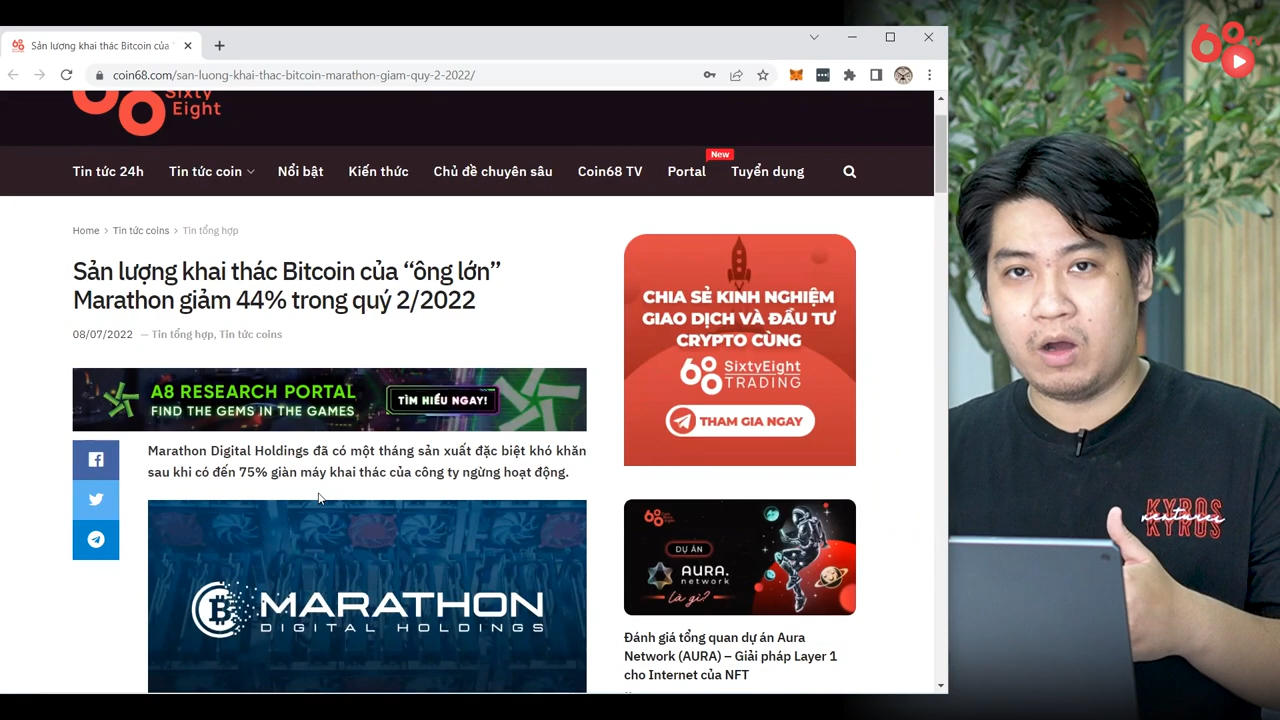 Sản lượng khai thác Bitcoin của
coin68.com/san-luong-khai-thac-bitcoin-marathon-giam-quy-2-2022/
68
TV
Sixty
Eight
Tin tức 24h
Tin tức coin
Nổi bật
Kiến thức
Chủ đề chuyên sâu
Coin68 TV
Portal
New
Tuyển dụng
Home > Tin tức coins > Tin tổng hợp
Sản lượng khai thác Bitcoin của “ông lớn”
Marathon giảm 44% trong quý 2/2022
08/07/2022 — Tin tổng hợp, Tin tức coins
A8 RESEARCH PORTAL
FIND THE GEMS IN THE GAMES
TÌM HIỂU NGAY!
Marathon Digital Holdings đã có một tháng sản xuất đặc biệt khó khăn
sau khi có đến 75% giàn máy khai thác của công ty ngừng hoạt động.
MARATHON
DIGITAL HOLDINGS
CHIA SẺ KINH NGHIỆM
GIAO DỊCH VÀ ĐẦU TƯ
CRYPTO CÙNG
68 SixtyEight
TRADING
THAM GIA NGAY
68
DỰ ÁN
AURA.
network
là gì?
Đánh giá tổng quan dự án Aura
Network (AURA) – Giải pháp Layer 1
cho Internet của NFT
KYROS
ventures
KYROS